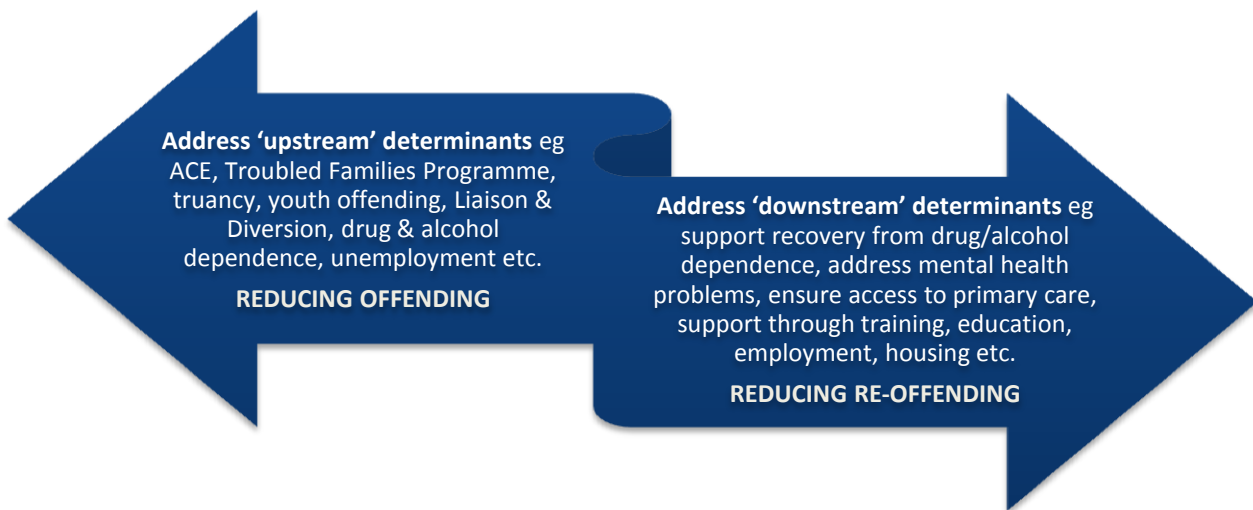 Address ‘upstream’ determinants eg
ACE, Troubled Families Programme,
truancy, youth offending, Liaison &
Diversion, drug & alcohol
dependence, unemployment etc.
REDUCING OFFENDING
Address ‘downstream’ determinants eg
support recovery from drug/alcohol
dependence, address mental health
problems, ensure access to primary care,
support through training, education,
employment, housing etc.
REDUCING RE-OFFENDING